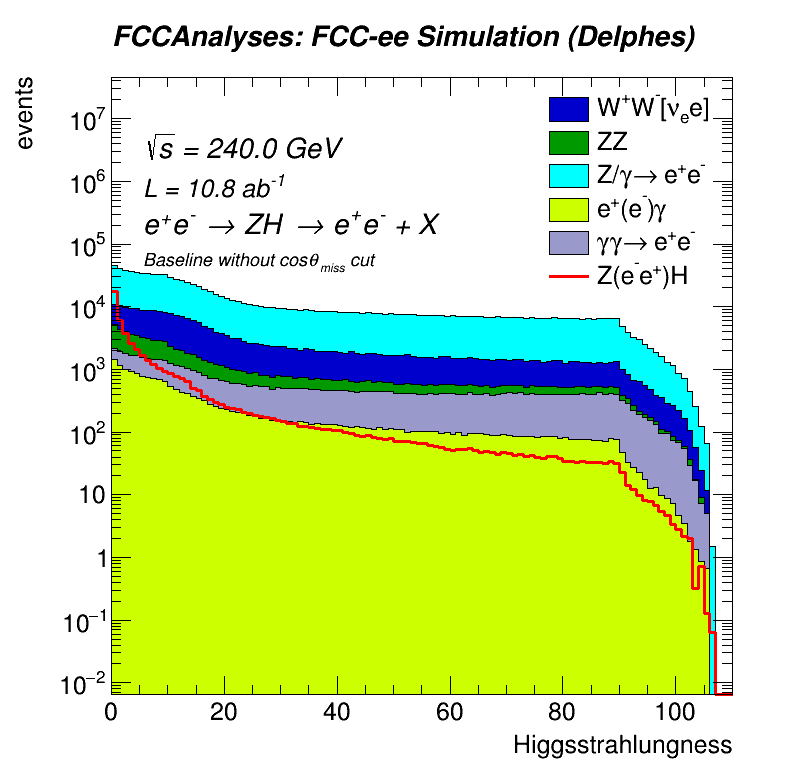 FCCAnalyses: FCC-ee Simulation (Delphes)
events
10⁷
10⁶
10⁵
10⁴
10³
10²
10
1
10⁻¹
10⁻²
√s = 240.0 GeV
L = 10.8 ab⁻¹
e⁺e⁻ → ZH → e⁺e⁻ + X
Baseline without cosθ_miss cut
W⁺W⁻[ν_e e]
ZZ
Z/γ→ e⁺e⁻
e⁺(e⁻)γ
γγ→ e⁺e⁻
Z(e⁻e⁺)H
0 20 40 60 80 100
Higgsstrahlungness